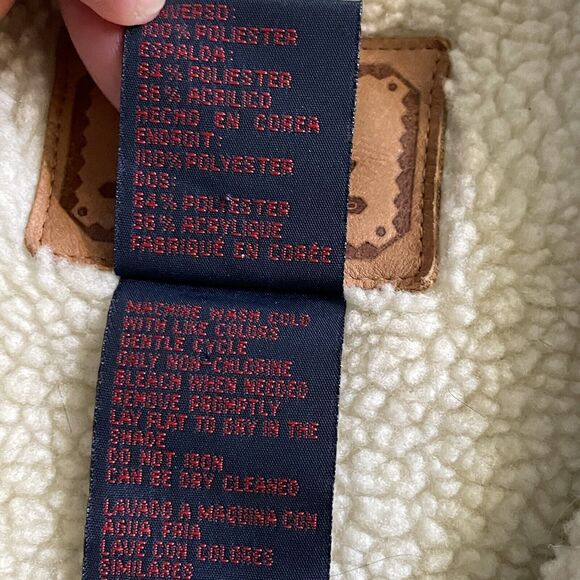 100% POLIESTER
ESPALDA:
64% POLIESTER
36% ACRILICO
HECHO EN COREA
ENDROIT:
100% POLYESTER
DOS:
64% POLYESTER
36% ACRYLIQUE
FABRIQUÉ EN CORÉE
MACHINE WASH COLD
WITH LIKE COLORS
GENTLE CYCLE
ONLY NON-CHLORINE
BLEACH WHEN NEEDED
REMOVE PROMPTLY
LAY FLAT TO DRY IN THE
SHADE
DO NOT IRON
CAN BE DRY CLEANED
LAVADO A MAQUINA CON
AGUA FRIA
LAVE CON COLORES
SIMILARES